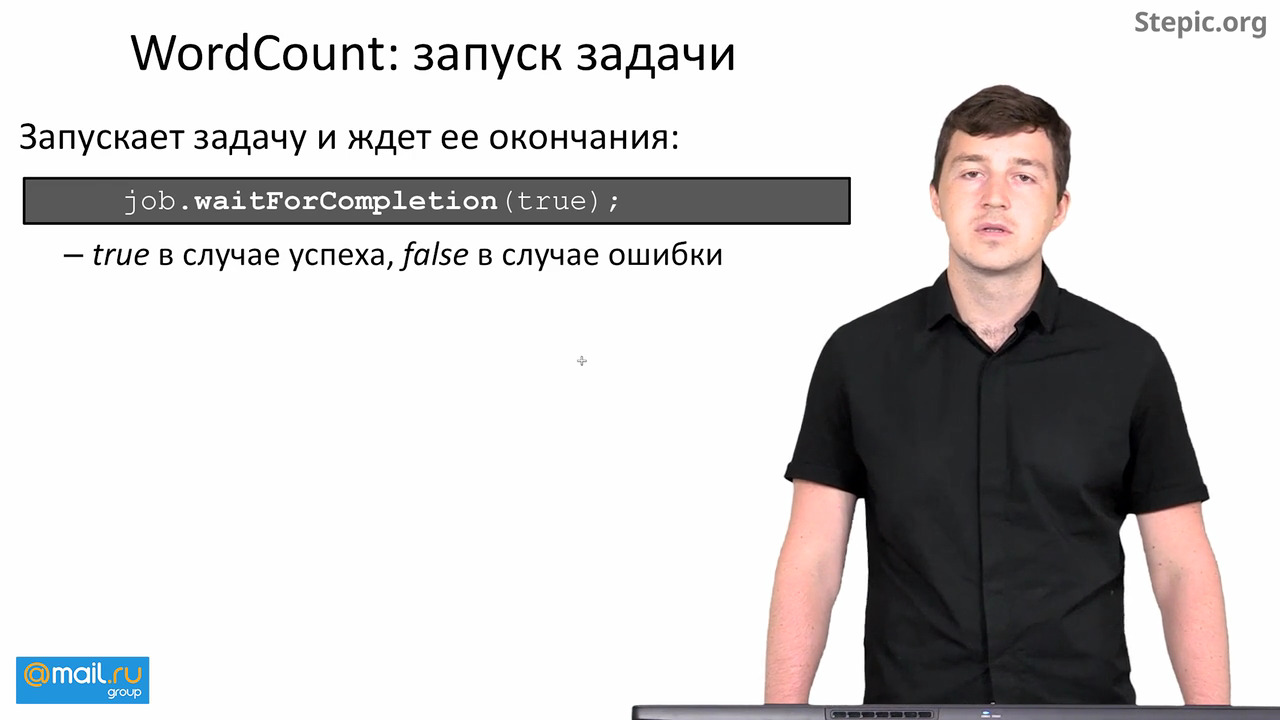 Stepic.org
WordCount: запуск задачи
Запускает задачу и ждет ее окончания:
job.waitForCompletion(true);
– true в случае успеха, false в случае ошибки
@mail.ru
group